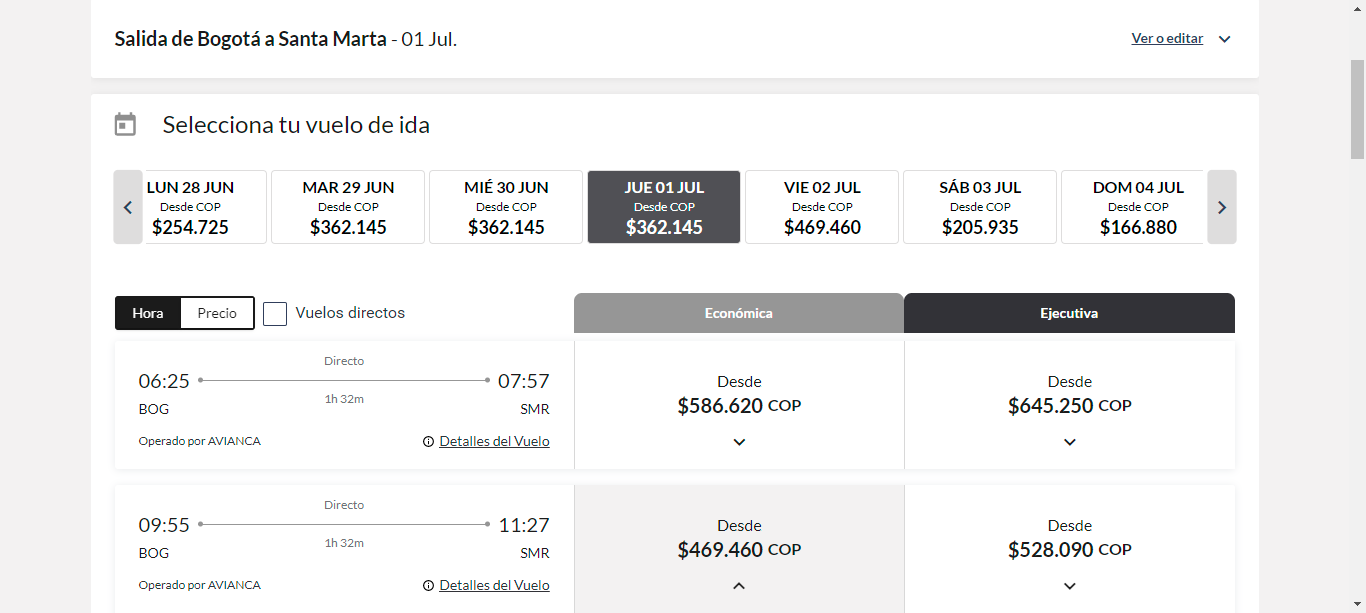 Salida de Bogotá a Santa Marta - 01 Jul.
Ver o editar
Selecciona tu vuelo de ida
LUN 28 JUN
Desde COP
$254.725
MAR 29 JUN
Desde COP
$362.145
MIÉ 30 JUN
Desde COP
$362.145
JUE 01 JUL
Desde COP
$362.145
VIE 02 JUL
Desde COP
$469.460
SÁB 03 JUL
Desde COP
$205.935
DOM 04 JUL
Desde COP
$166.880
Hora
Precio
Vuelos directos
Económica
Ejecutiva
Directo
06:25
07:57
1h 32m
BOG
SMR
Operado por AVIANCA
Detalles del Vuelo
Desde
$586.620 COP
Desde
$645.250 COP
Directo
09:55
11:27
1h 32m
BOG
SMR
Operado por AVIANCA
Detalles del Vuelo
Desde
$469.460 COP
Desde
$528.090 COP